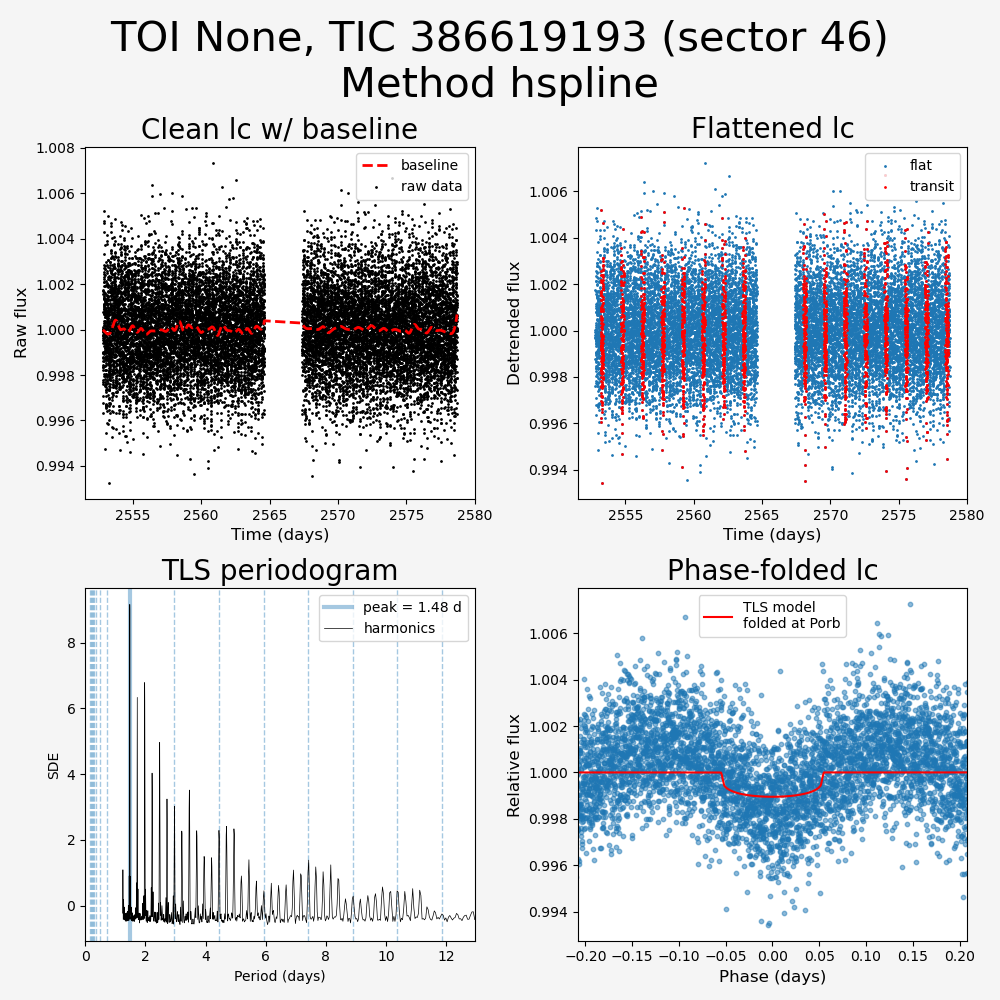 TOI None, TIC 386619193 (sector 46)
Method hspline
Clean lc w/ baseline
Raw flux
1.008
1.006
1.004
1.002
1.000
0.998
0.996
0.994
baseline
raw data
2555
2560
2565
2570
2575
2580
Time (days)
Flattened lc
Detrended flux
1.006
1.004
1.002
1.000
0.998
0.996
0.994
flat
transit
2555
2560
2565
2570
2575
2580
Time (days)
TLS periodogram
SDE
8
6
4
2
0
peak = 1.48 d
harmonics
0
2
4
6
8
10
12
Period (days)
Phase-folded lc
Relative flux
1.006
1.004
1.002
1.000
0.998
0.996
0.994
TLS model
folded at Porb
−0.20
−0.15
−0.10
−0.05
0.00
0.05
0.10
0.15
0.20
Phase (days)